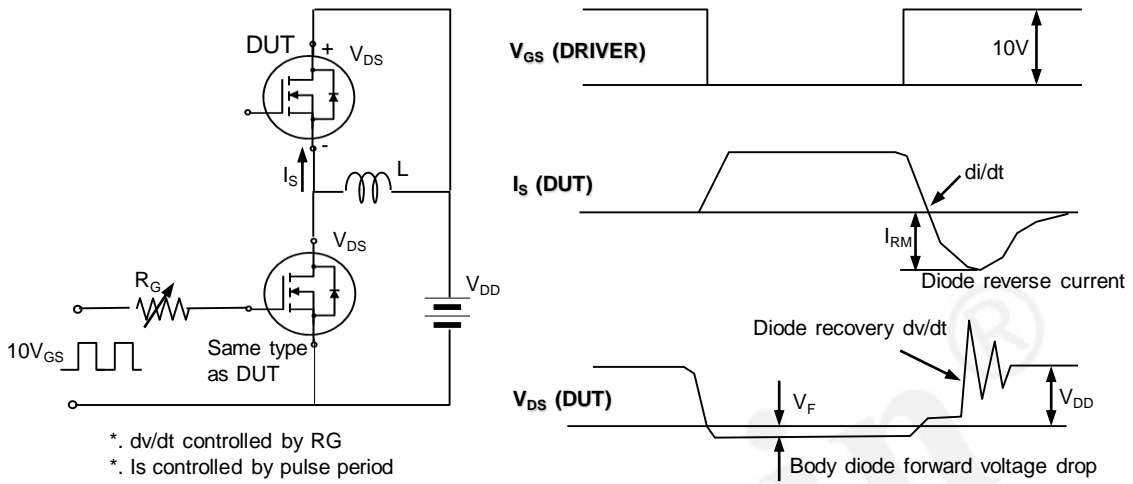 DUT
+
V_DS
-
I_S
L
V_DS
R_G
V_DD
10V_GS
Same type
as DUT
*. dv/dt controlled by RG
*. Is controlled by pulse period
V_GS (DRIVER)
10V
I_S (DUT)
di/dt
I_RM
Diode reverse current
Diode recovery dv/dt
V_DS (DUT)
V_F
V_DD
Body diode forward voltage drop
®